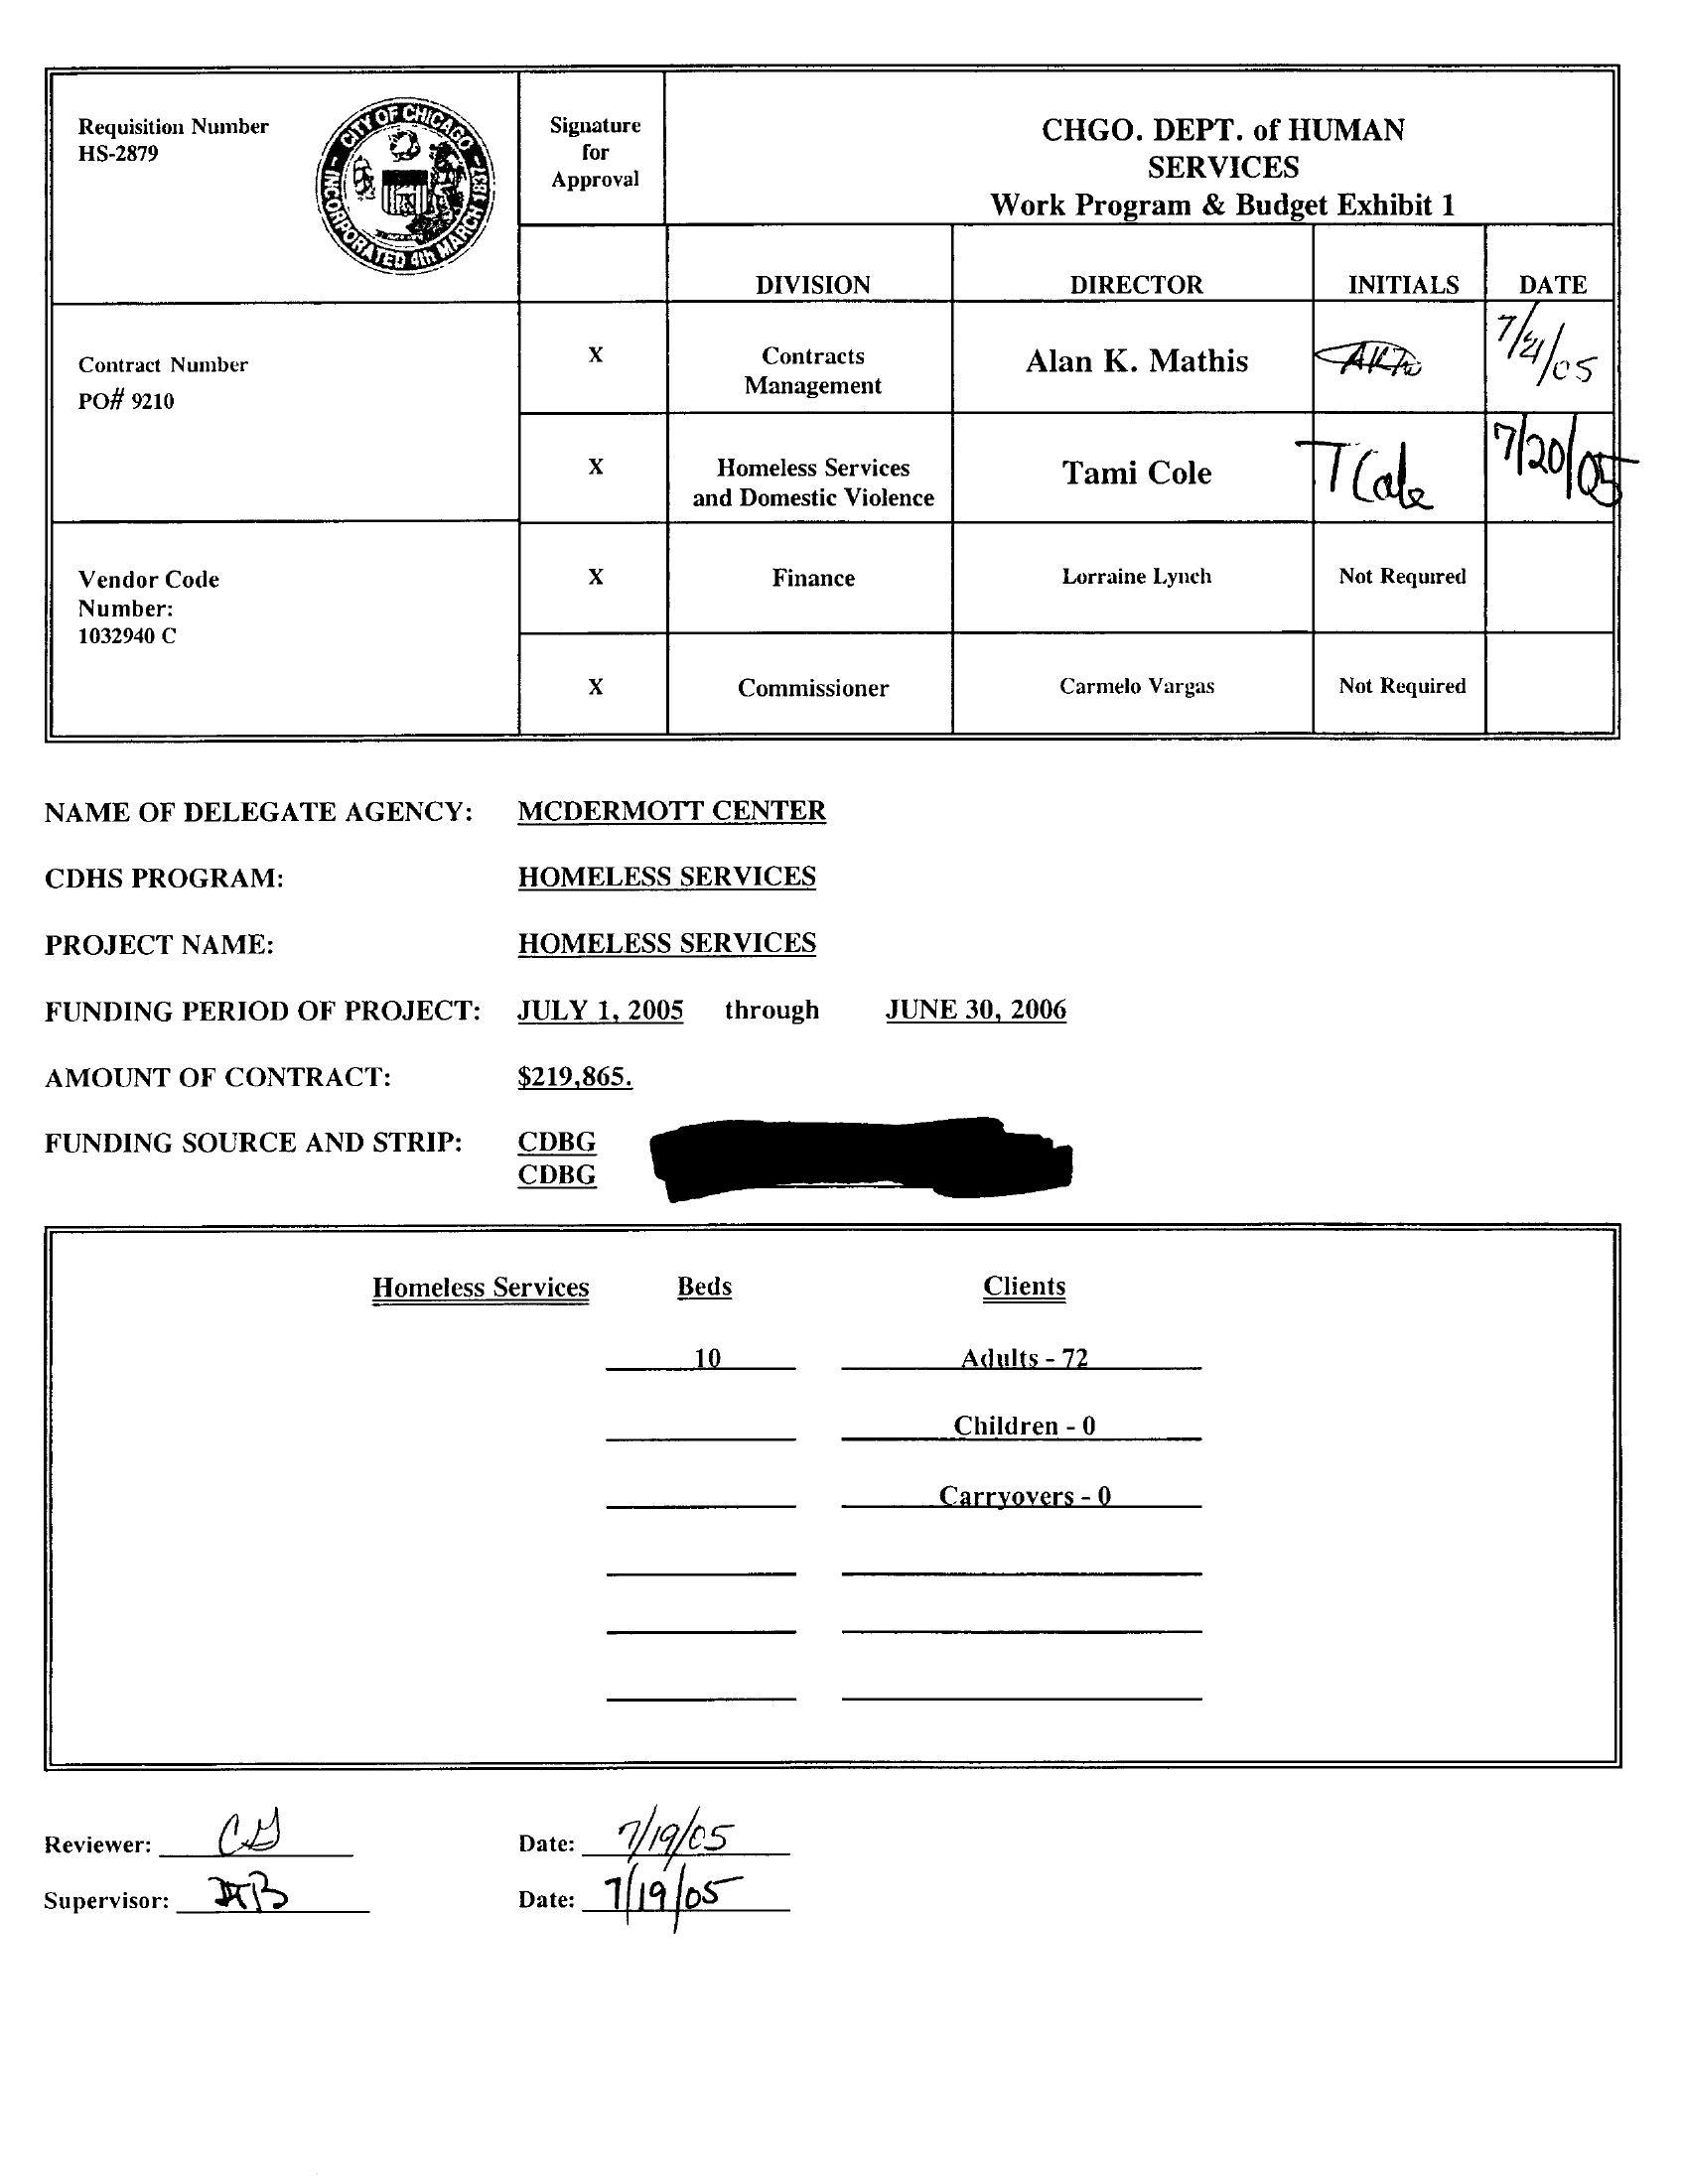 Requisition Number
HS-2879
CITY OF CHICAGO
INCORPORATED 4th MARCH 1837
Signature
for
Approval
CHGO. DEPT. of HUMAN
SERVICES
Work Program & Budget Exhibit 1
DIVISION DIRECTOR INITIALS DATE
Contract Number
PO# 9210
X Contracts
Management Alan K. Mathis
X Homeless Services
and Domestic Violence Tami Cole T Cole 7/20/05
Vendor Code
Number:
1032940 C
X Finance Lorraine Lynch Not Required
X Commissioner Carmelo Vargas Not Required
NAME OF DELEGATE AGENCY: MCDERMOTT CENTER
CDHS PROGRAM: HOMELESS SERVICES
PROJECT NAME: HOMELESS SERVICES
FUNDING PERIOD OF PROJECT: JULY 1, 2005 through JUNE 30, 2006
AMOUNT OF CONTRACT: $219,865.
FUNDING SOURCE AND STRIP: CDBG
CDBG
Homeless Services Beds Clients
10 Adults - 72
Children - 0
Carryovers - 0
Reviewer: CG Date: 7/19/05
Supervisor: Date: 7/19/05